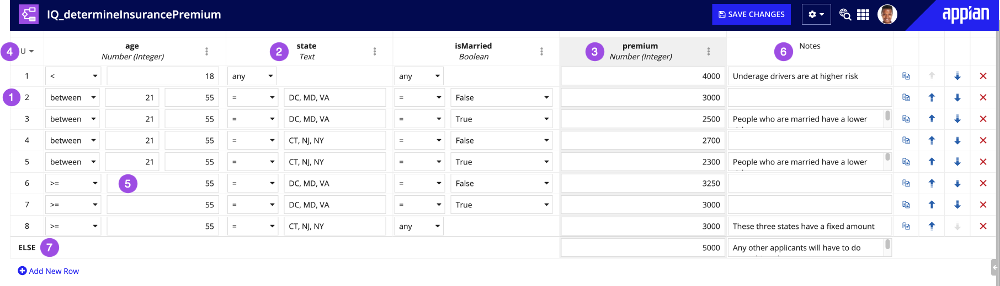 IQ_determineInsurancePremium SAVE CHANGES appian
age state isMarried premium Notes
4 U 2 3 6
Number (Integer) Text Boolean Number (Integer)
1 < 18 any any 4000 Underage drivers are at higher risk
1 2 between 21 55 = DC, MD, VA = False 3000
3 between 21 55 = DC, MD, VA = True 2500 People who are married have a lower
4 between 21 55 = CT, NJ, NY = False 2700
5 between 21 55 = CT, NJ, NY = True 2300 People who are married have a lower
6 >= 5 55 = DC, MD, VA = False 3250
7 >= 55 = DC, MD, VA = True 3000
8 >= 55 = CT, NJ, NY any 3000 These three states have a fixed amount
ELSE 7 5000 Any other applicants will have to do
Add New Row